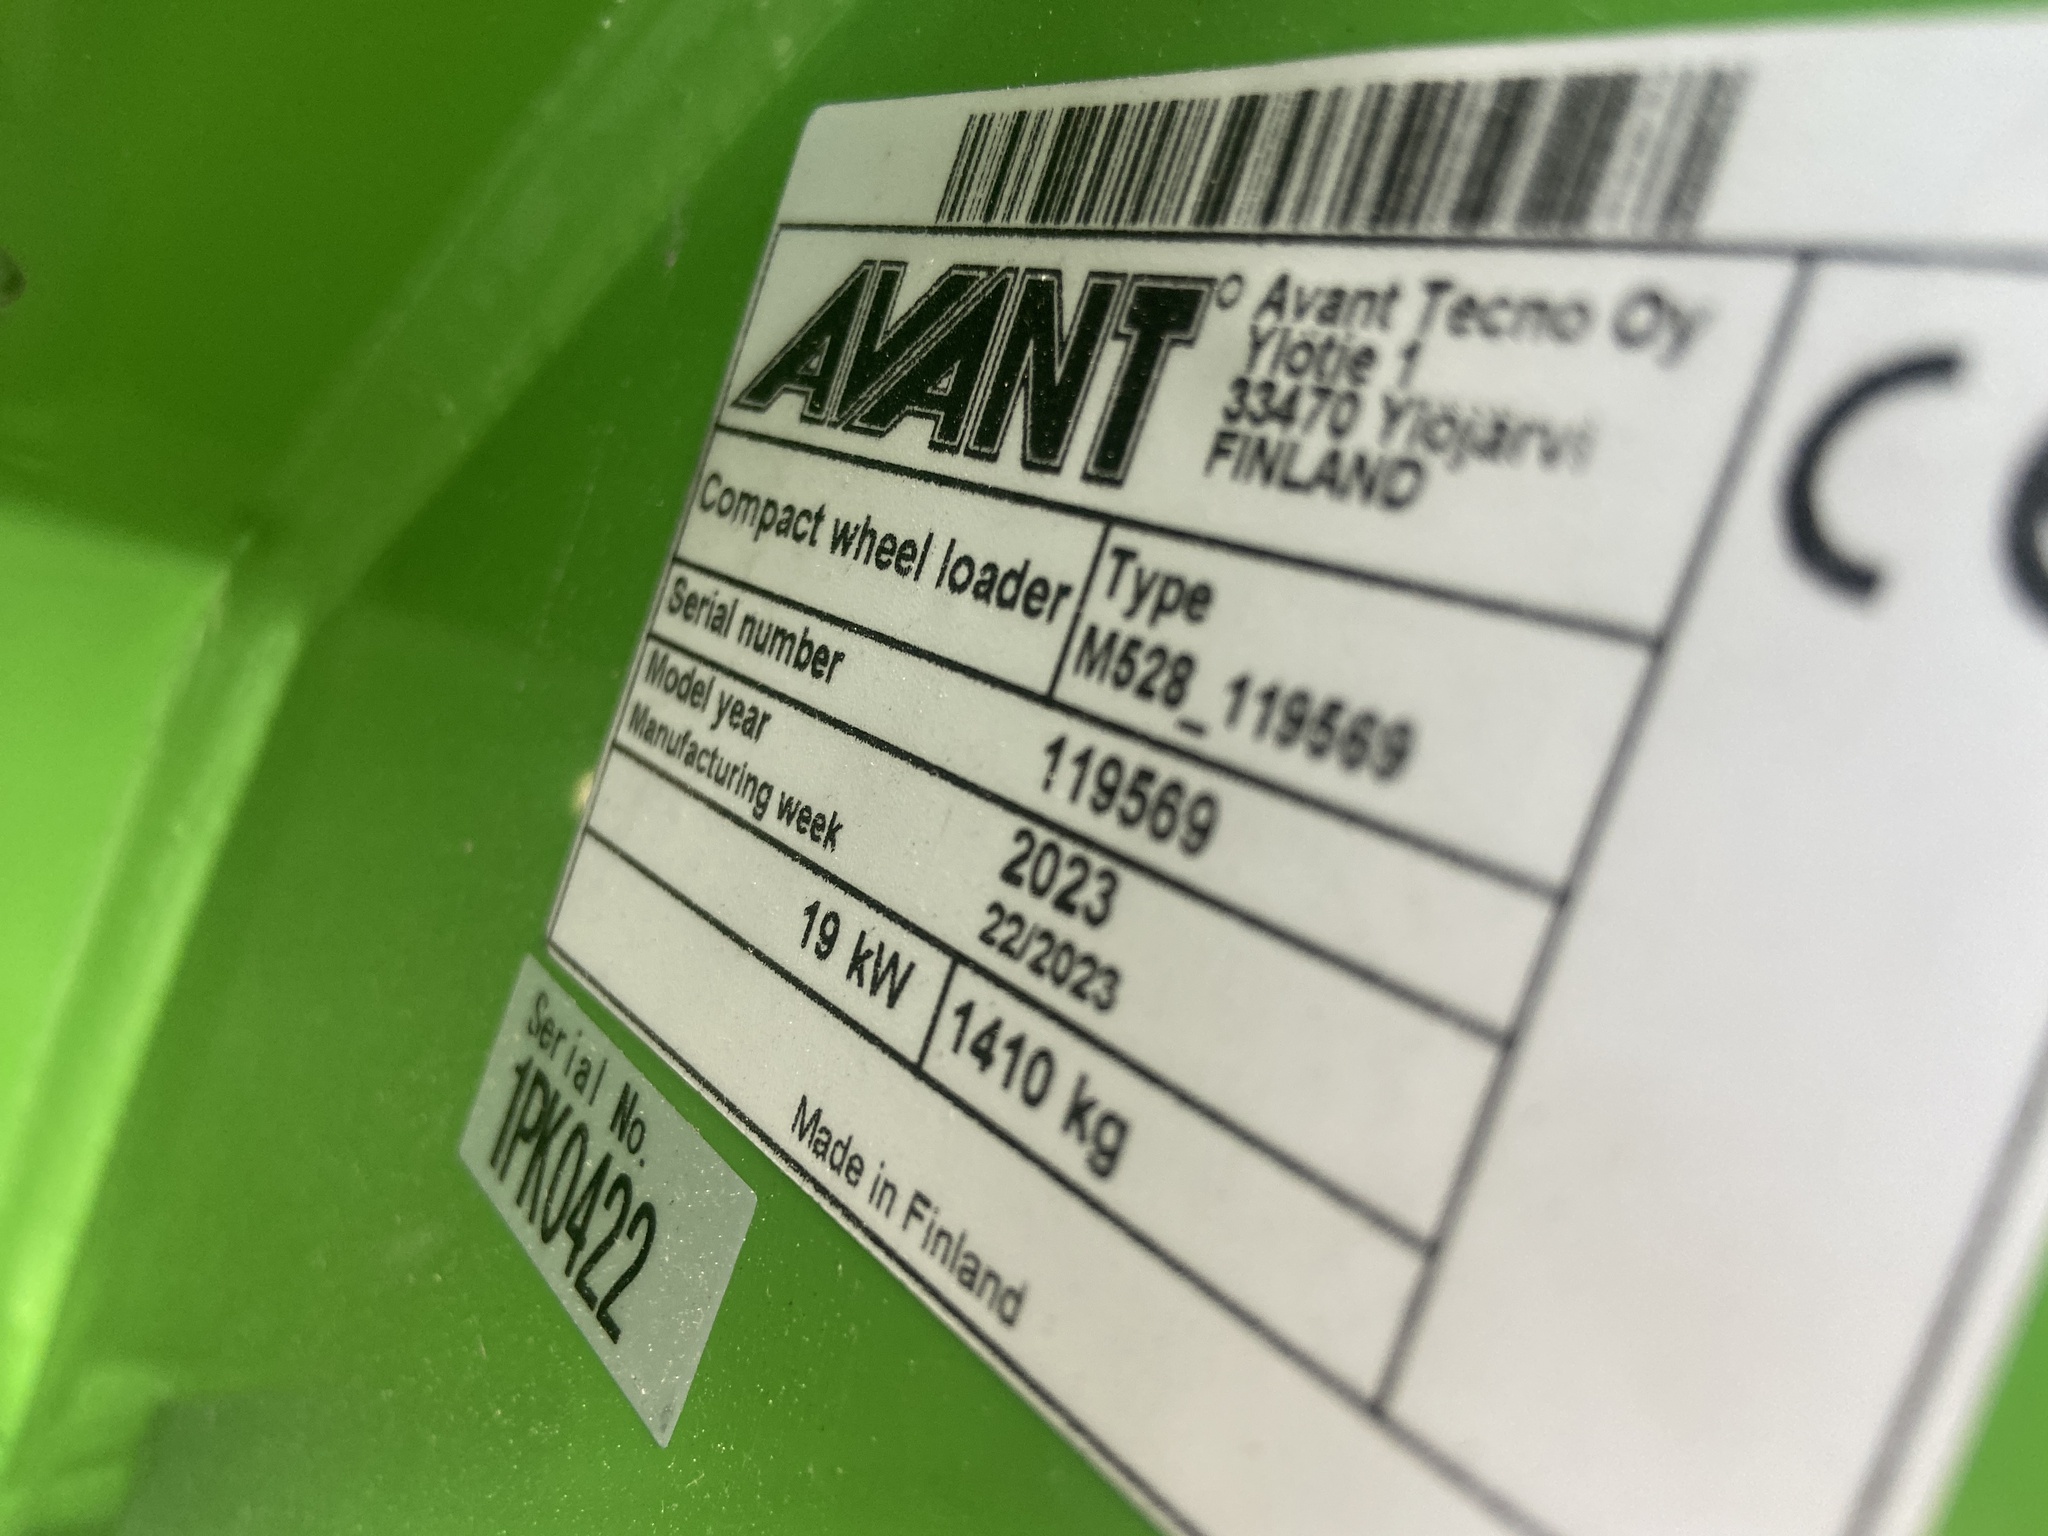 AVANT
Avant Tecno Oy
Ylötie 1
33470 Ylöjärvi
FINLAND
CE
Compact wheel loader
Type
M528_119569
Serial number 119569
Model year 2023
Manufacturing week 22/2023
19 kW 1410 kg
Made in Finland
Serial No.
1PK0422